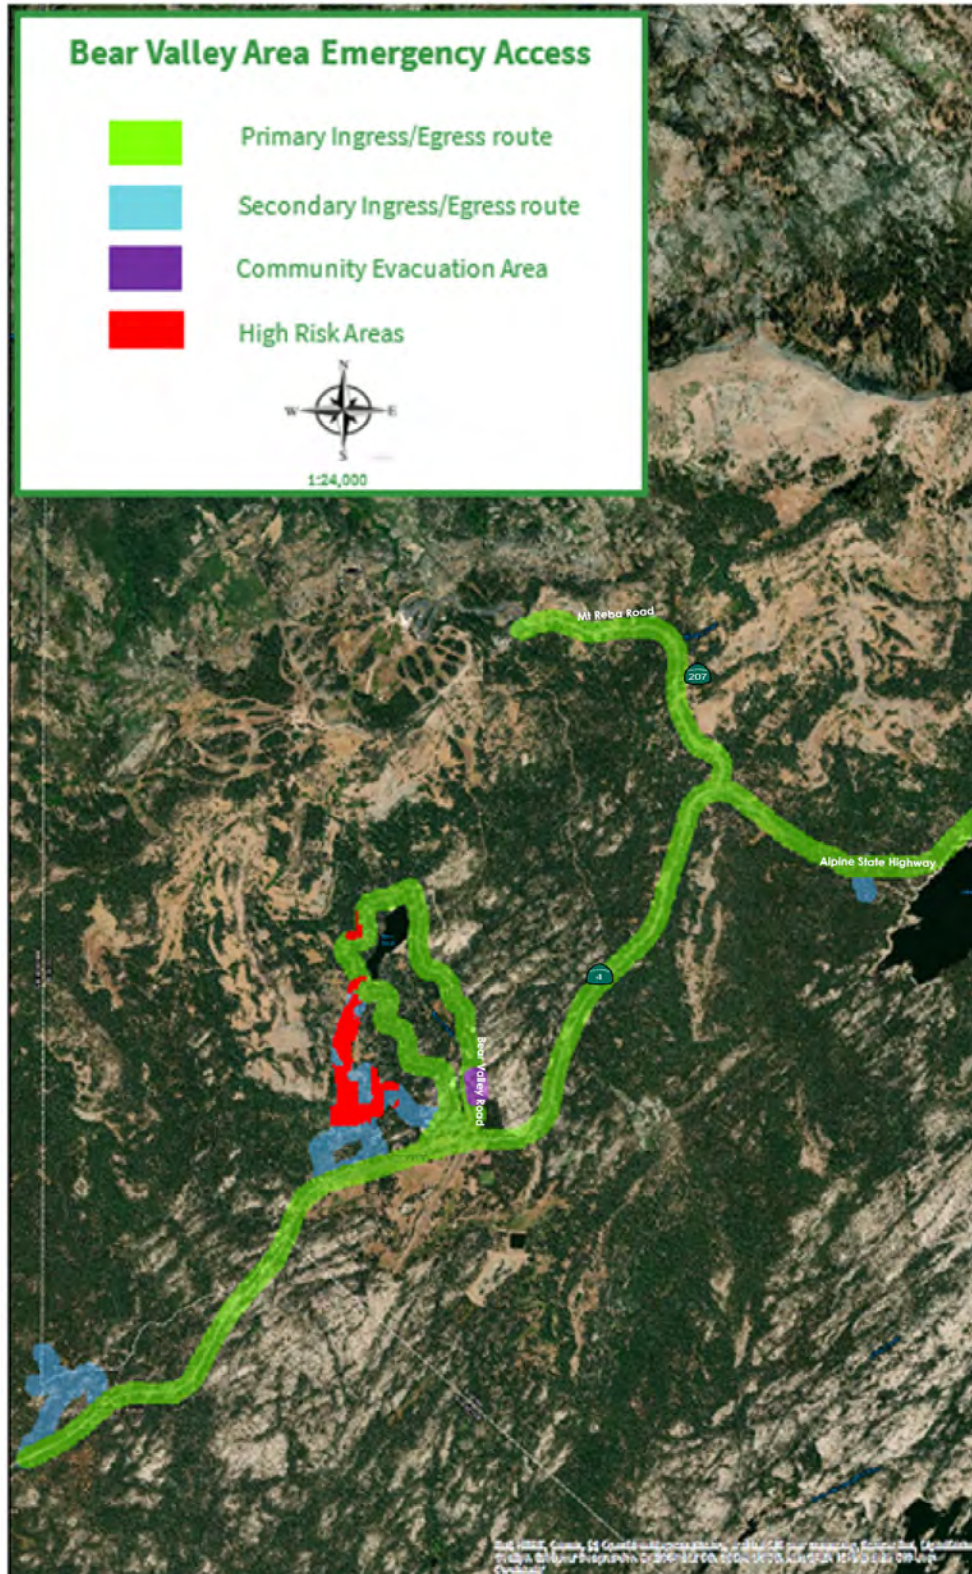 Bear Valley Area Emergency Access
Primary Ingress/Egress route
Secondary Ingress/Egress route
Community Evacuation Area
High Risk Areas
N
W
E
S
1:24,000
Mt Reba Road
207
Alpine State Highway
4
Bear Valley Road